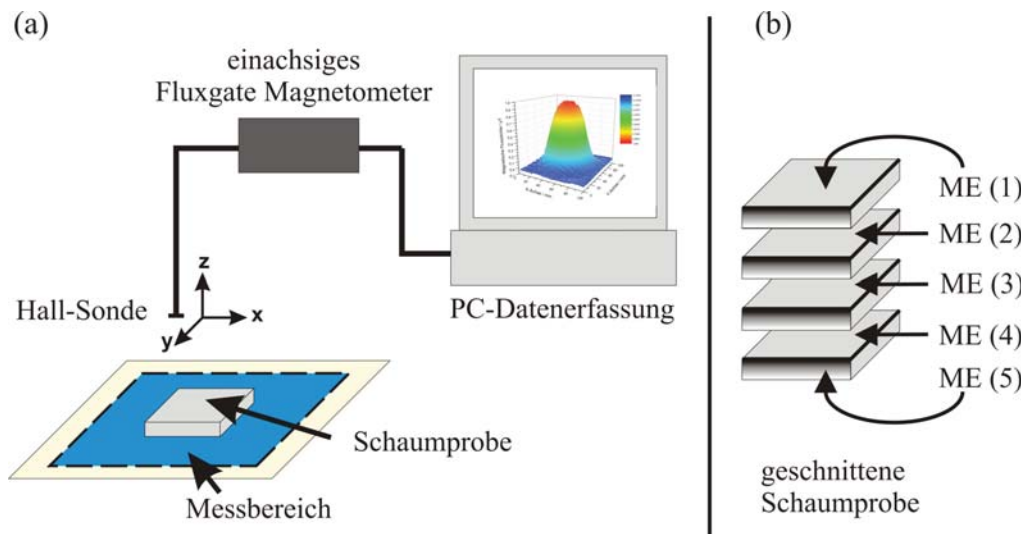 (a)
einachsiges
Fluxgate Magnetometer
Hall-Sonde
z
x
y
PC-Datenerfassung
Schaumprobe
Messbereich
(b)
ME (1)
ME (2)
ME (3)
ME (4)
ME (5)
geschnittene
Schaumprobe